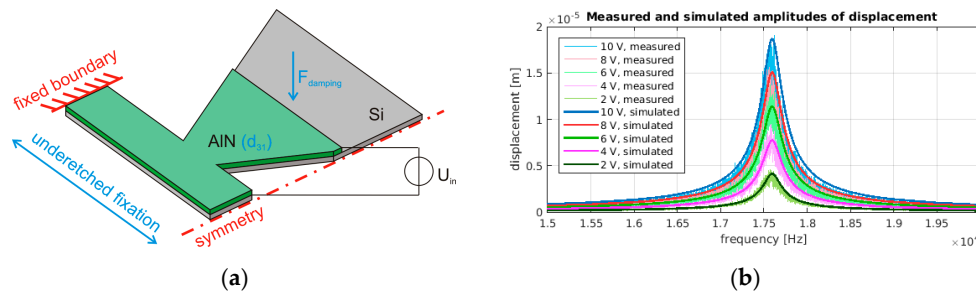 fixed boundary
underetched fixation
AlN (d31)
Fdamping
Si
Uin
symmetry
(a)
Measured and simulated amplitudes of displacement
2 ×10-5
1.5
1
0.5
0
displacement [m]
10 V, measured
8 V, measured
6 V, measured
4 V, measured
2 V, measured
10 V, simulated
8 V, simulated
6 V, simulated
4 V, simulated
2 V, simulated
1.5 1.55 1.6 1.65 1.7 1.75 1.8 1.85 1.9 1.95
frequency [Hz]
(b)